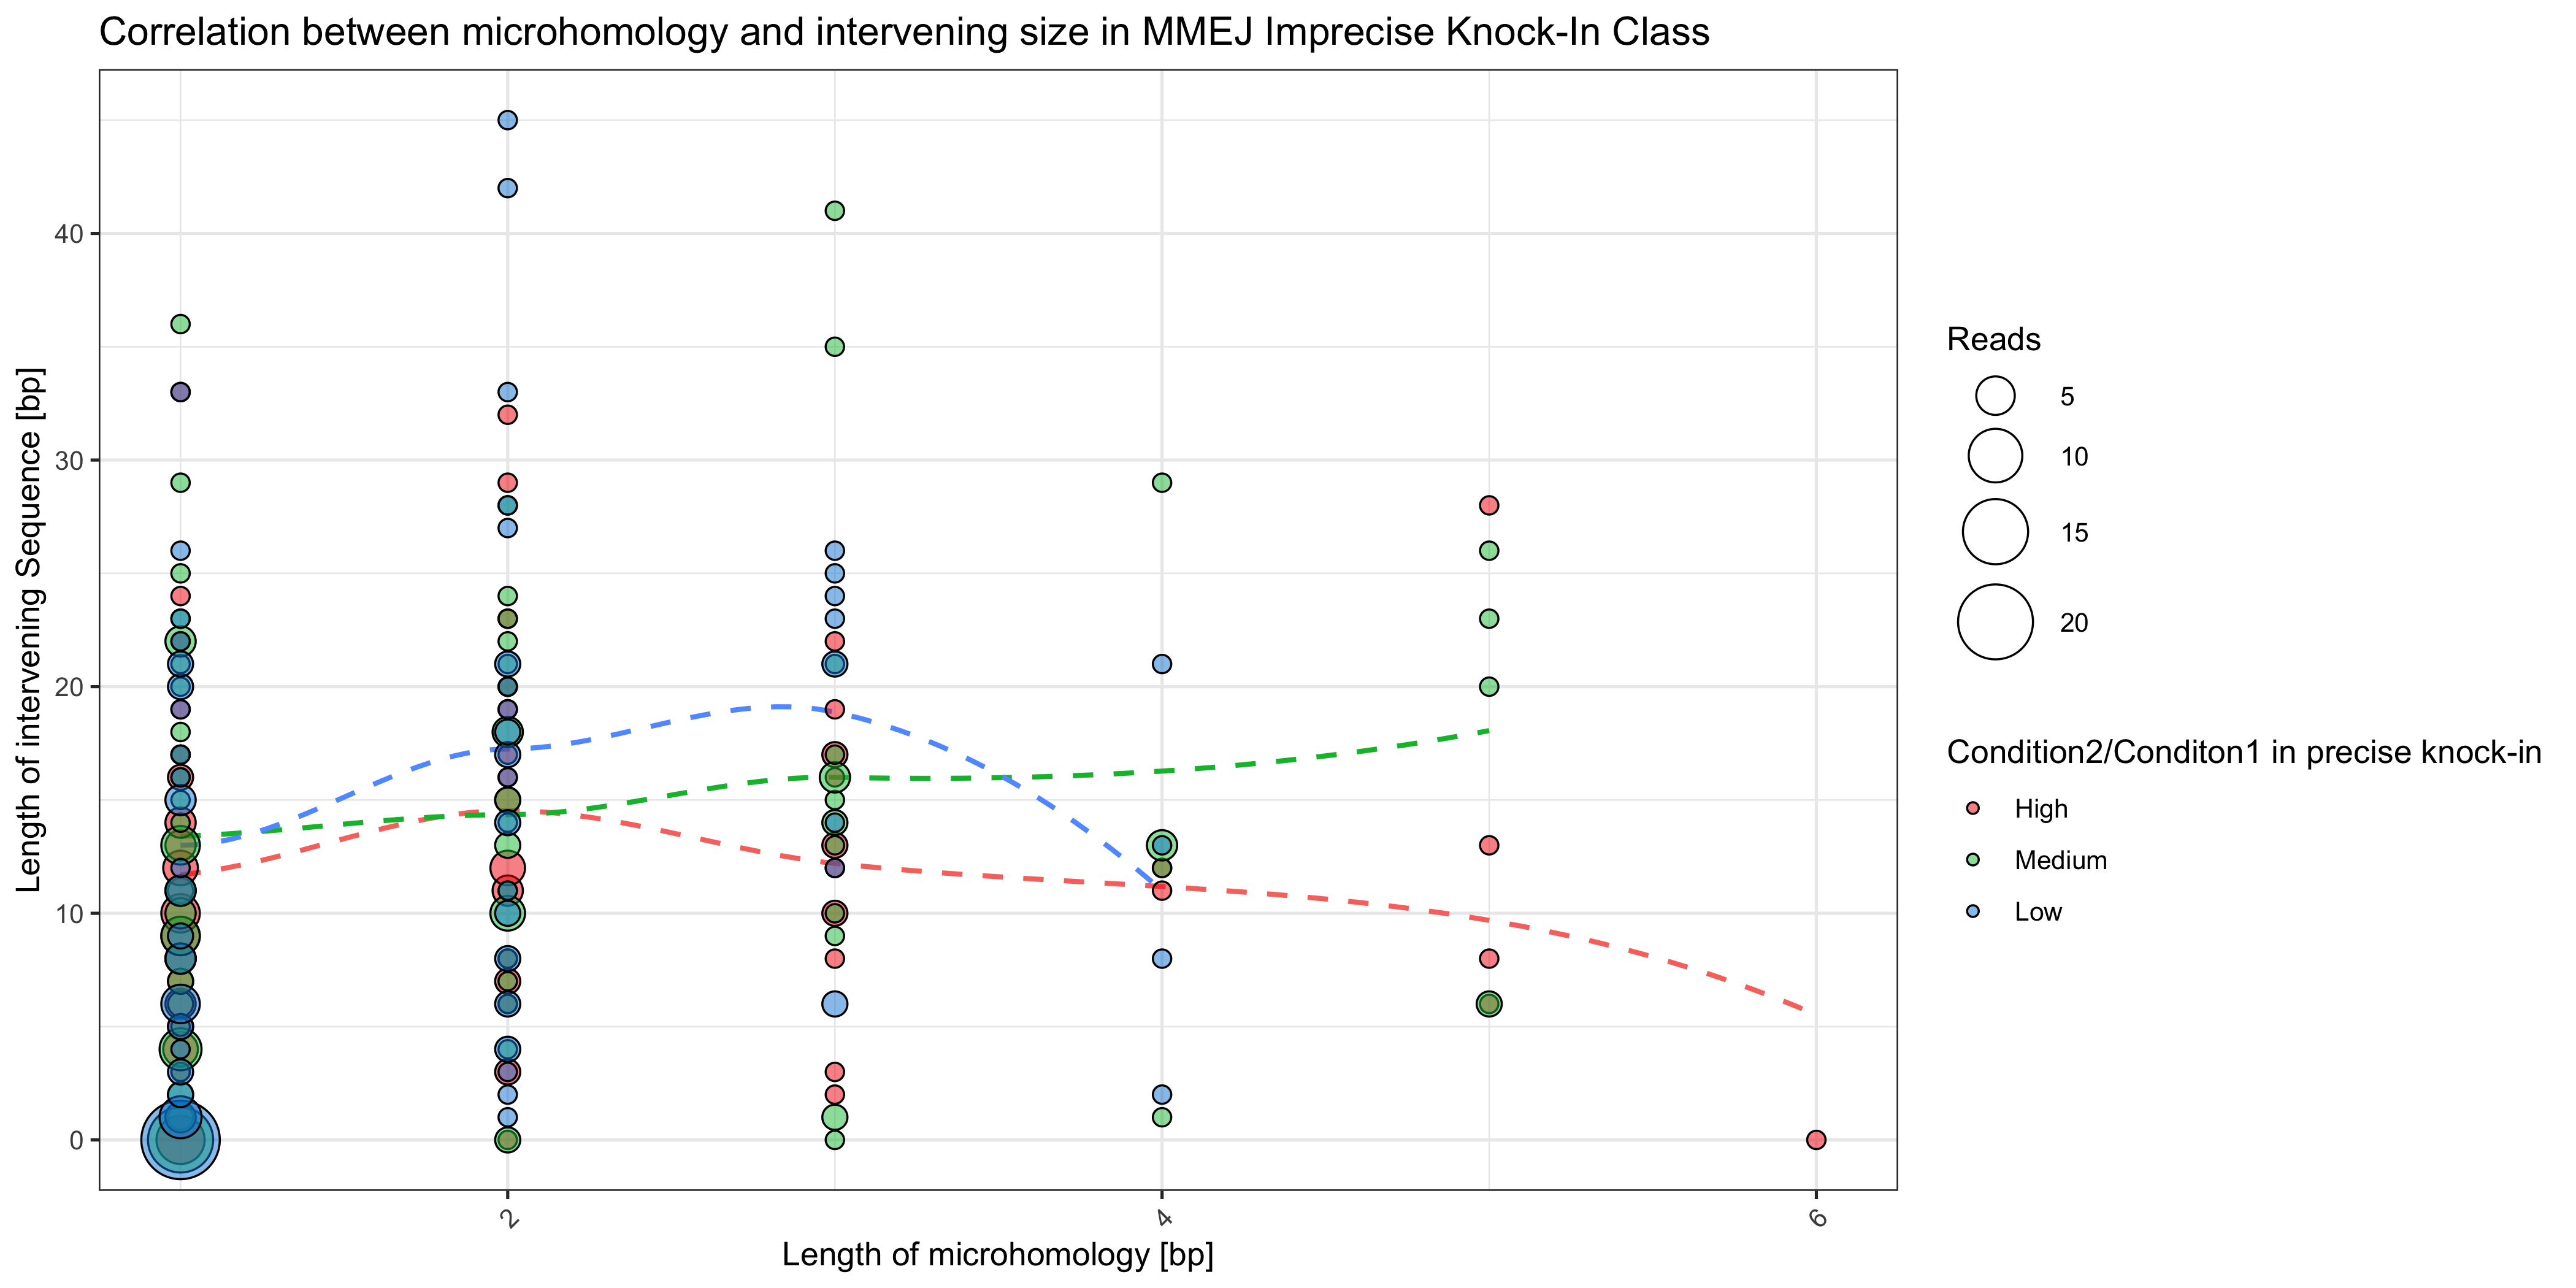 Correlation between microhomology and intervening size in MMEJ Imprecise Knock-In Class
Length of intervening Sequence [bp]
40
30
20
10
0
2
4
6
Length of microhomology [bp]
Reads
5
10
15
20
Condition2/Conditon1 in precise knock-in
High
Medium
Low